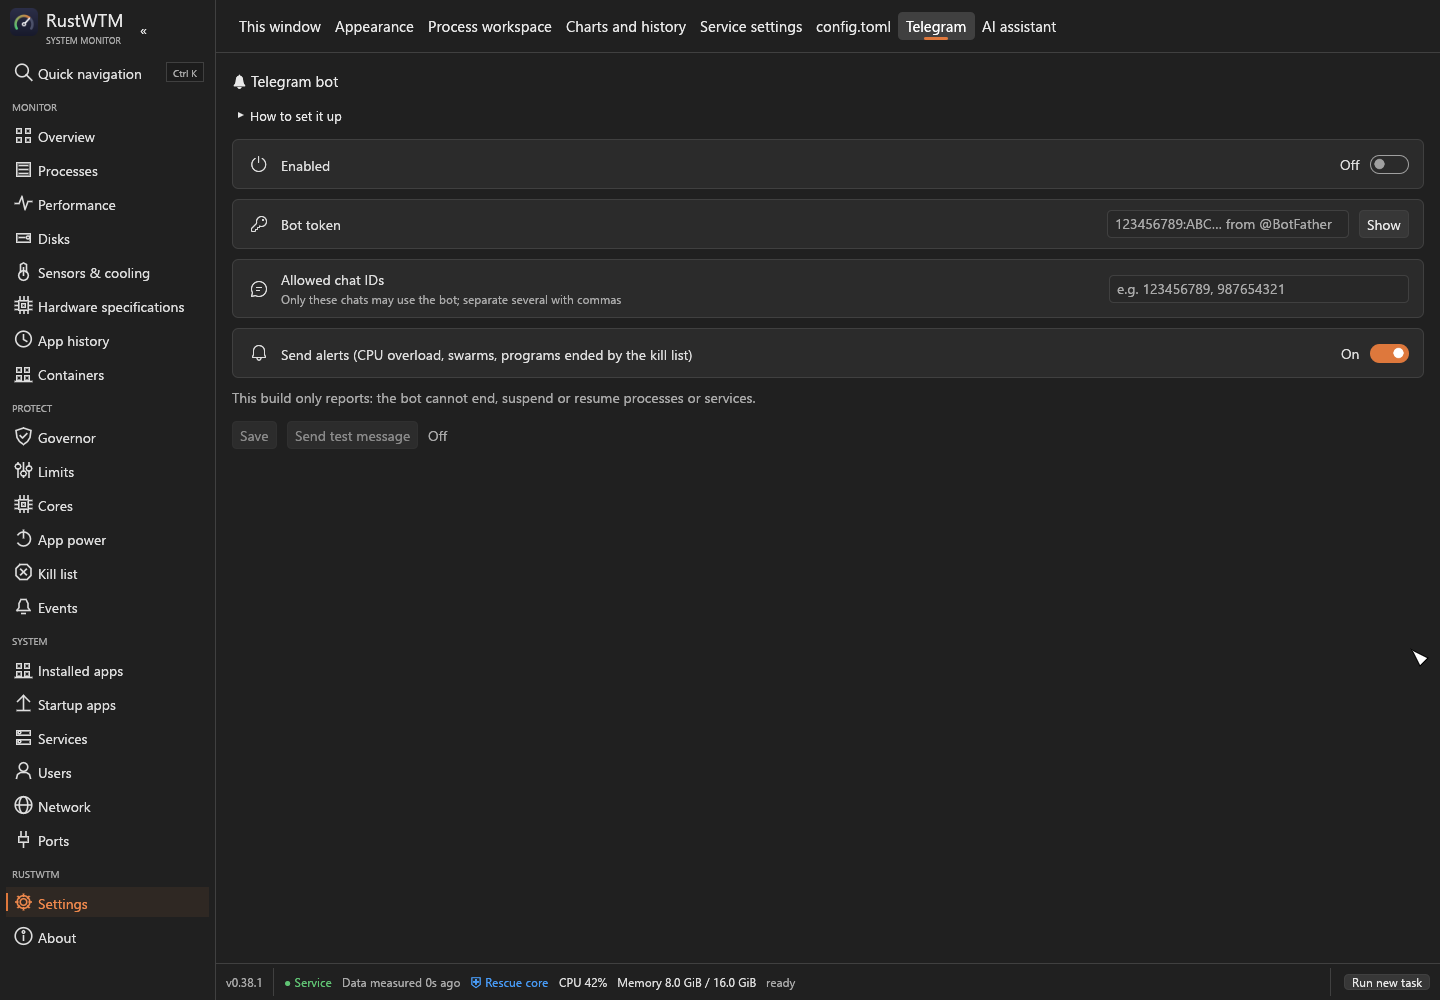 RustWTM
SYSTEM MONITOR
«
Quick navigation
Ctrl K
MONITOR
Overview
Processes
Performance
Disks
Sensors & cooling
Hardware specifications
App history
Containers
PROTECT
Governor
Limits
Cores
App power
Kill list
Events
SYSTEM
Installed apps
Startup apps
Services
Users
Network
Ports
RUSTWTM
Settings
About
This window Appearance Process workspace Charts and history Service settings config.toml Telegram AI assistant
Telegram bot
How to set it up
Enabled
Off
Bot token
123456789:ABC... from @BotFather
Show
Allowed chat IDs
Only these chats may use the bot; separate several with commas
e.g. 123456789, 987654321
Send alerts (CPU overload, swarms, programs ended by the kill list)
On
This build only reports: the bot cannot end, suspend or resume processes or services.
Save Send test message Off
v0.38.1 Service Data measured 0s ago Rescue core CPU 42% Memory 8.0 GiB / 16.0 GiB ready Run new task